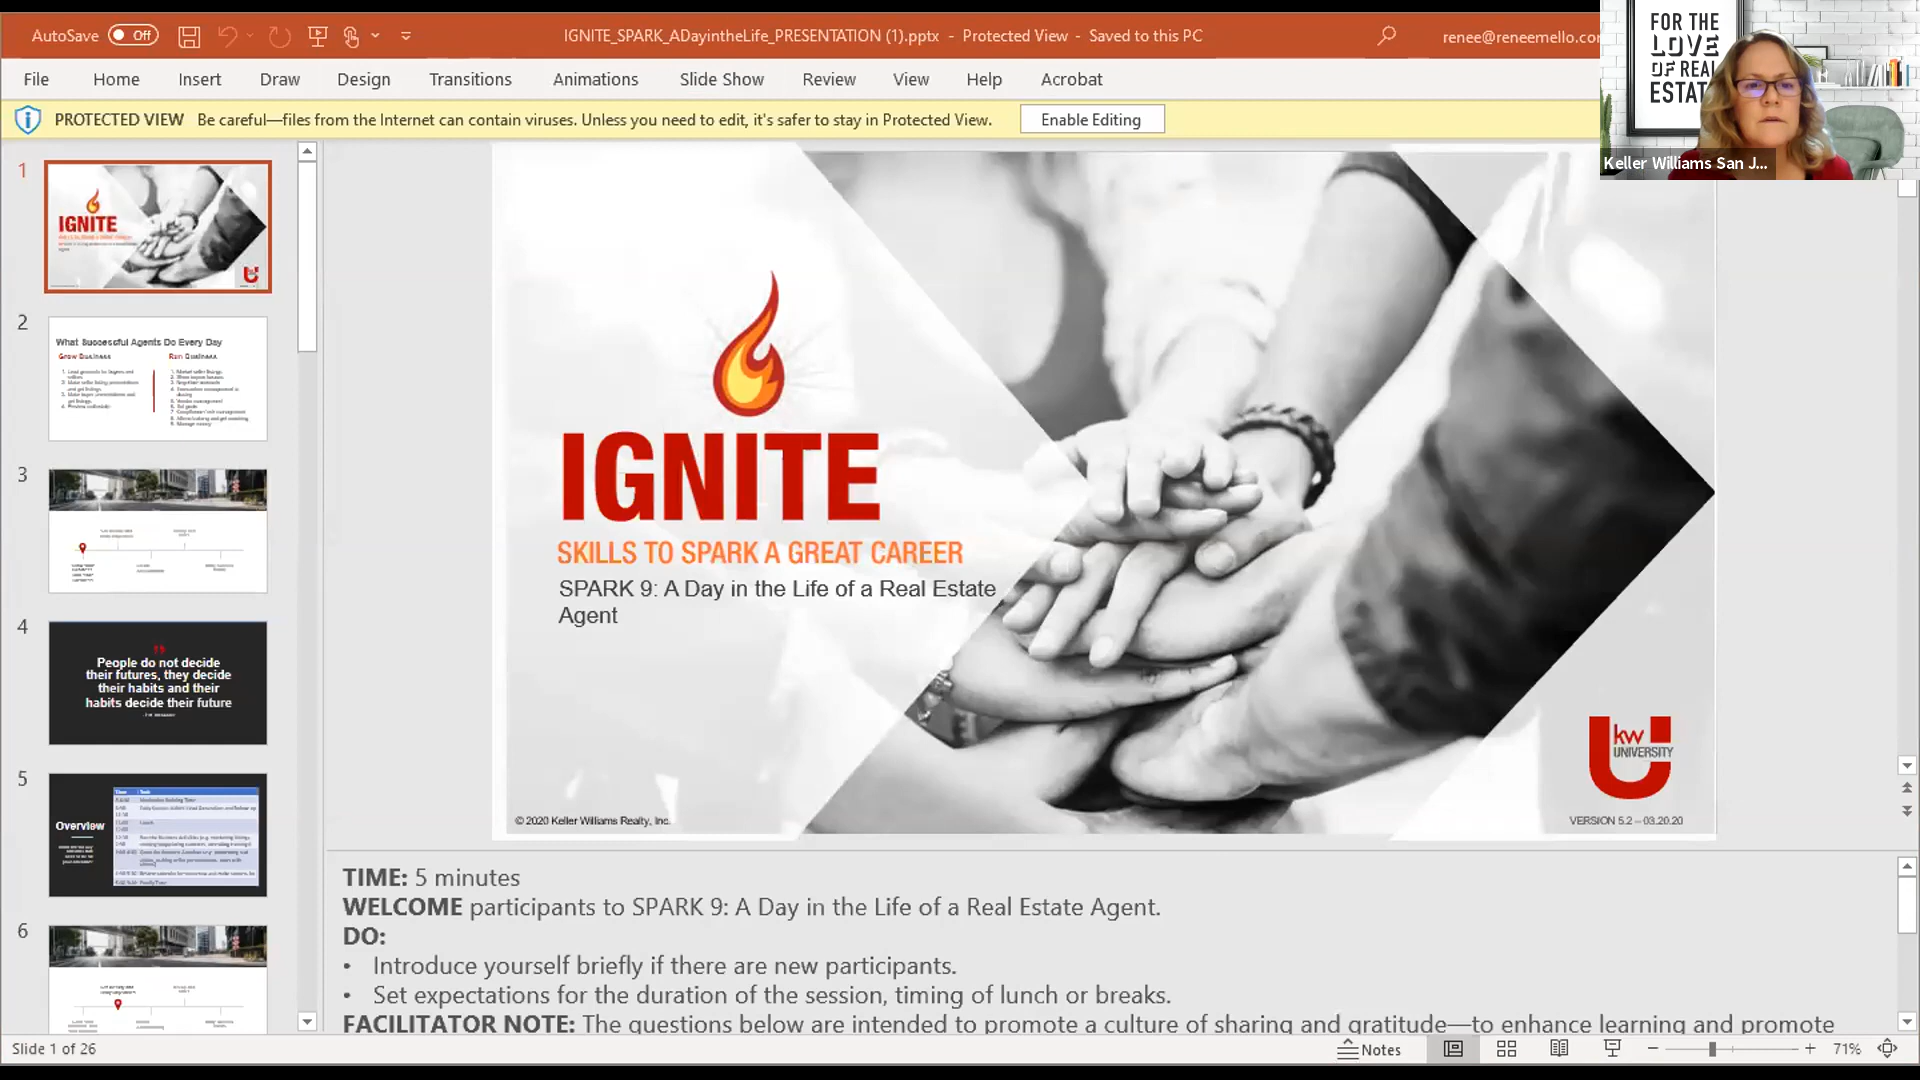 AutoSave Off
IGNITE_SPARK_ADayintheLife_PRESENTATION (1).pptx - Protected View - Saved to this PC
renee@reneemello.co
File Home Insert Draw Design Transitions Animations Slide Show Review View Help Acrobat
PROTECTED VIEW Be careful—files from the Internet can contain viruses. Unless you need to edit, it's safer to stay in Protected View. Enable Editing
FOR THE
LOVE
OF REAL
ESTAT
Keller Williams San J...
1
IGNITE
2
What Successful Agents Do Every Day
Grow Business Run Business
3
4
People do not decide
their futures, they decide
their habits and their
habits decide their future
5
Overview
6
IGNITE
SKILLS TO SPARK A GREAT CAREER
SPARK 9: A Day in the Life of a Real Estate
Agent
kw
UNIVERSITY
© 2020 Keller Williams Realty, Inc.
VERSION 5.2 – 03.20.20
TIME: 5 minutes
WELCOME participants to SPARK 9: A Day in the Life of a Real Estate Agent.
DO:
• Introduce yourself briefly if there are new participants.
• Set expectations for the duration of the session, timing of lunch or breaks.
FACILITATOR NOTE: The questions below are intended to promote a culture of sharing and gratitude—to enhance learning and promote
Slide 1 of 26
Notes
71%